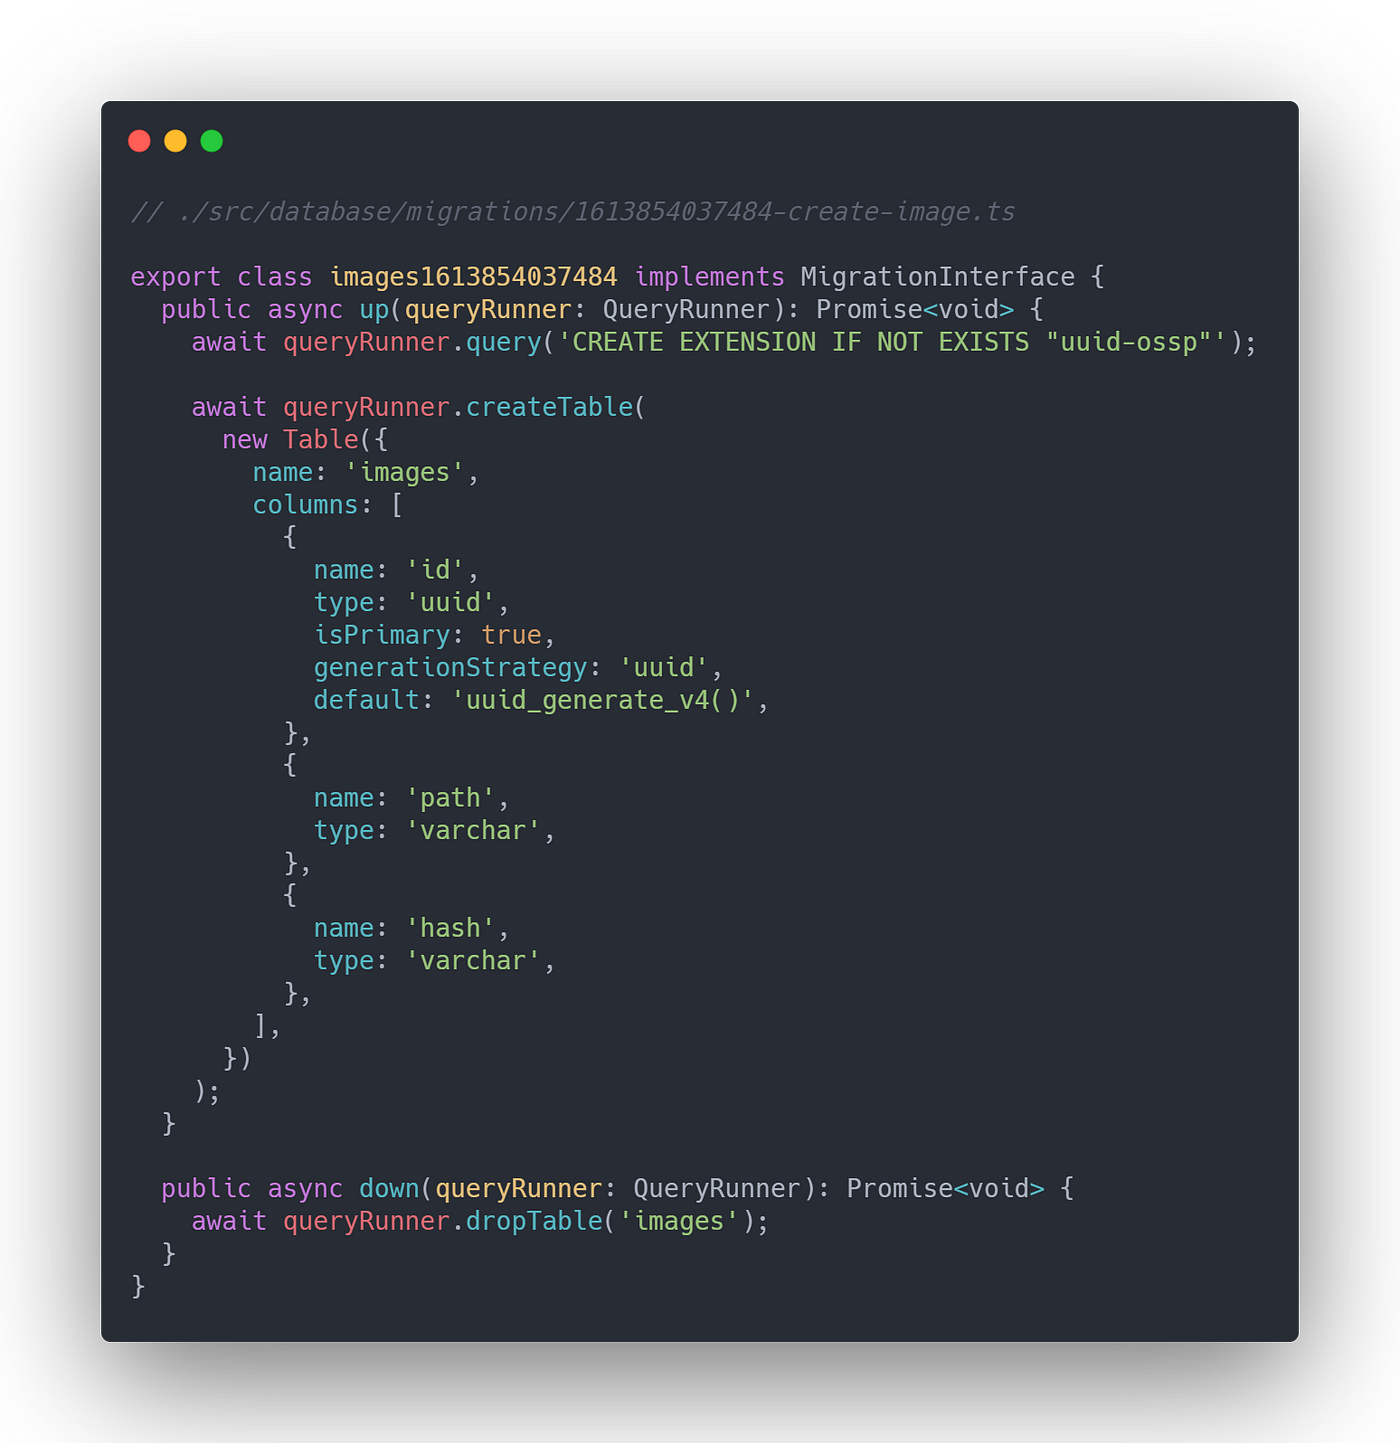 // ./src/database/migrations/1613854037484-create-image.ts

export class images1613854037484 implements MigrationInterface {
  public async up(queryRunner: QueryRunner): Promise<void> {
    await queryRunner.query('CREATE EXTENSION IF NOT EXISTS "uuid-ossp"');

    await queryRunner.createTable(
      new Table({
        name: 'images',
        columns: [
          {
            name: 'id',
            type: 'uuid',
            isPrimary: true,
            generationStrategy: 'uuid',
            default: 'uuid_generate_v4()',
          },
          {
            name: 'path',
            type: 'varchar',
          },
          {
            name: 'hash',
            type: 'varchar',
          },
        ],
      })
    );
  }

  public async down(queryRunner: QueryRunner): Promise<void> {
    await queryRunner.dropTable('images');
  }
}